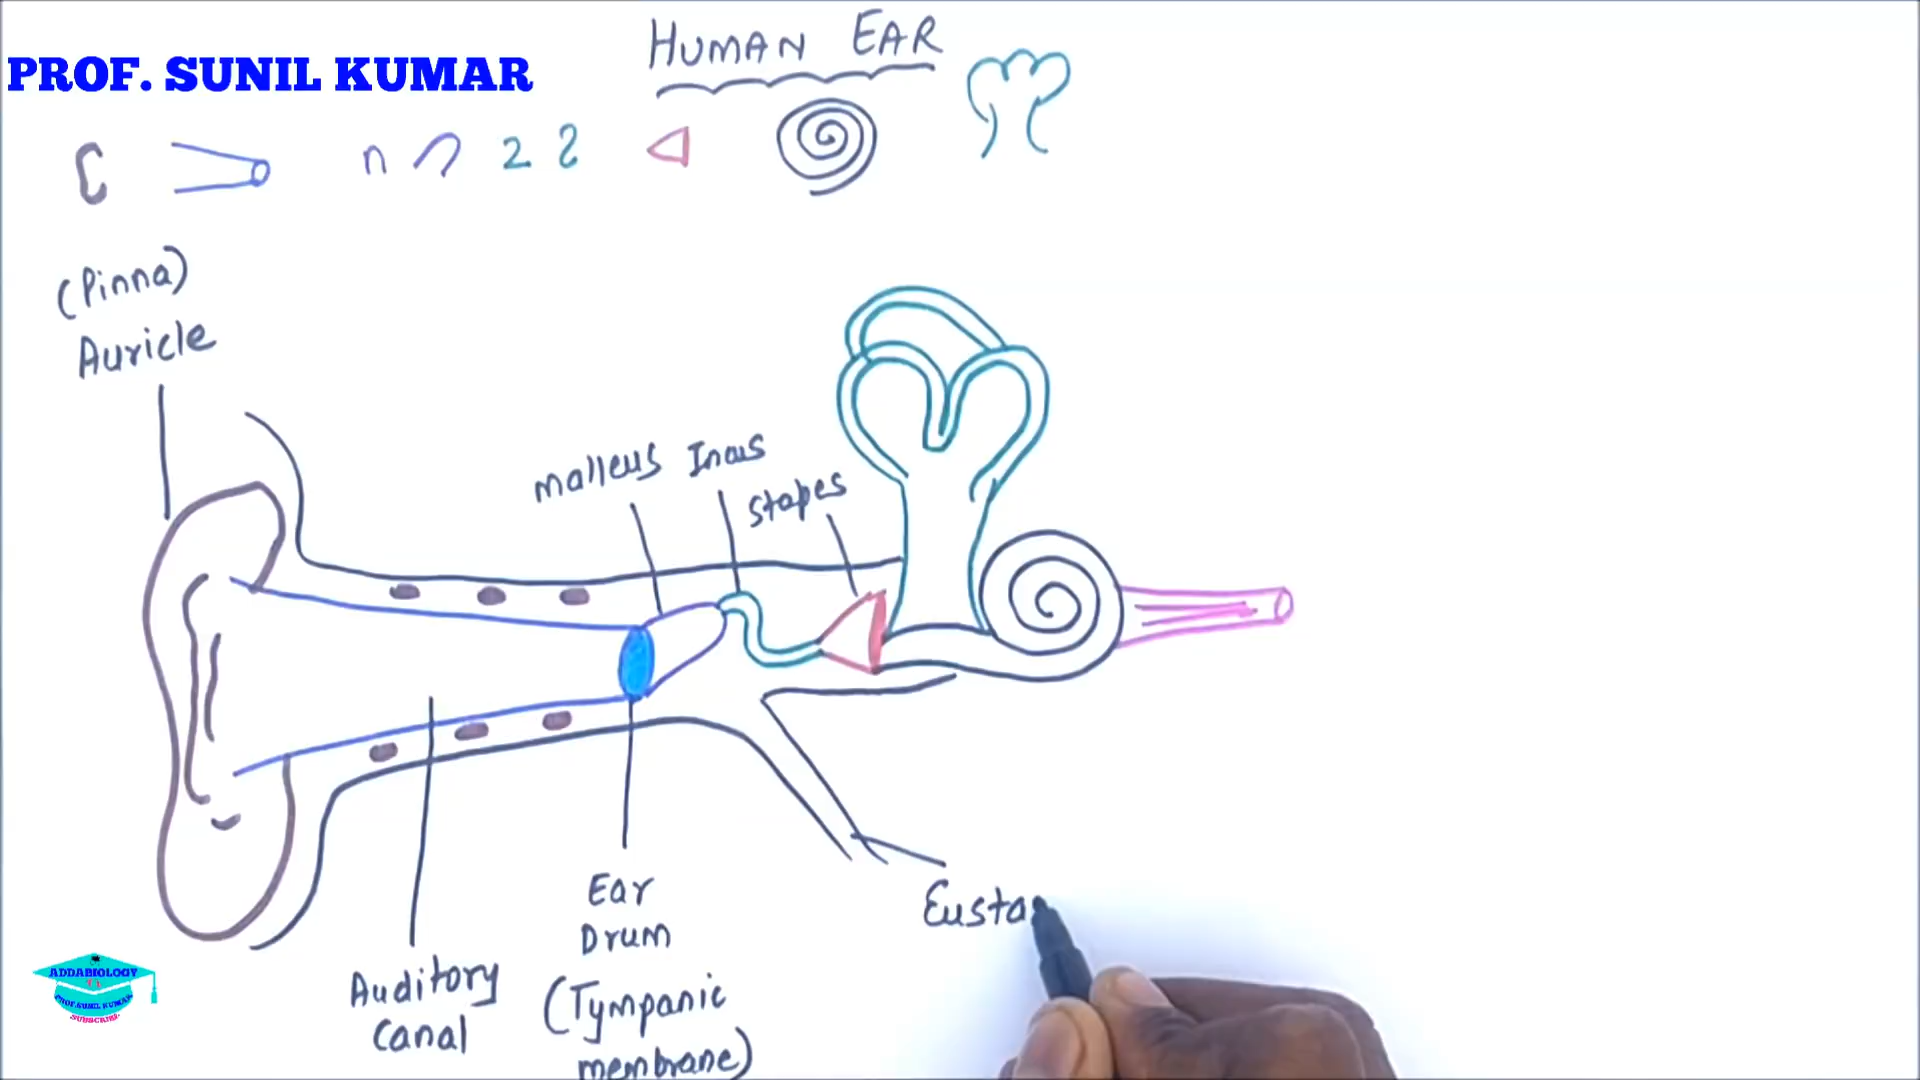 HUMAN EAR
PROF. SUNIL KUMAR
(Pinna)
Auricle
malleus Incus
stapes
Ear
Drum
(Tympanic
membrane)
Auditory
canal
Eusta
ADDABIOLOGY
PROF.SUNIL KUMAR
SUBSCRIBE